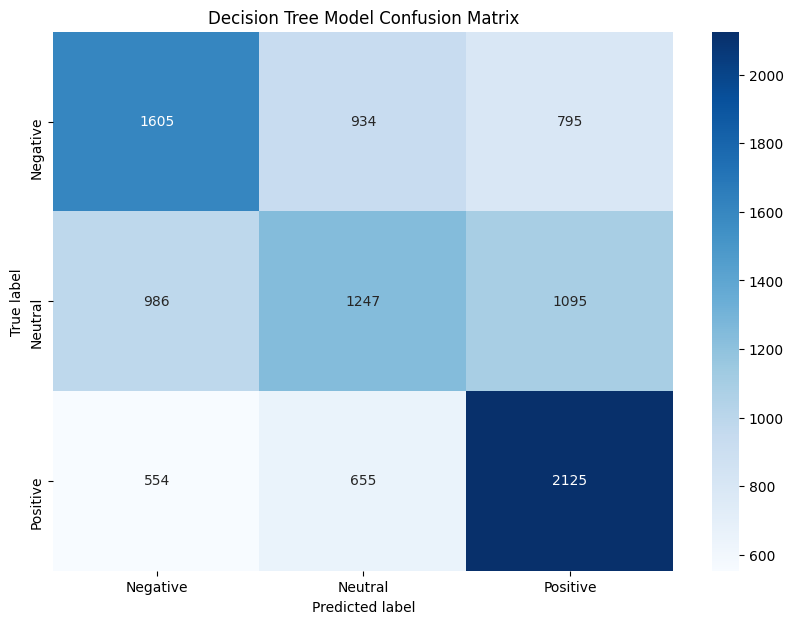 Decision Tree Model Confusion Matrix
True label
Negative
1605 934 795
Neutral
986 1247 1095
Positive
554 655 2125
Negative Neutral Positive
Predicted label
2000
1800
1600
1400
1200
1000
800
600